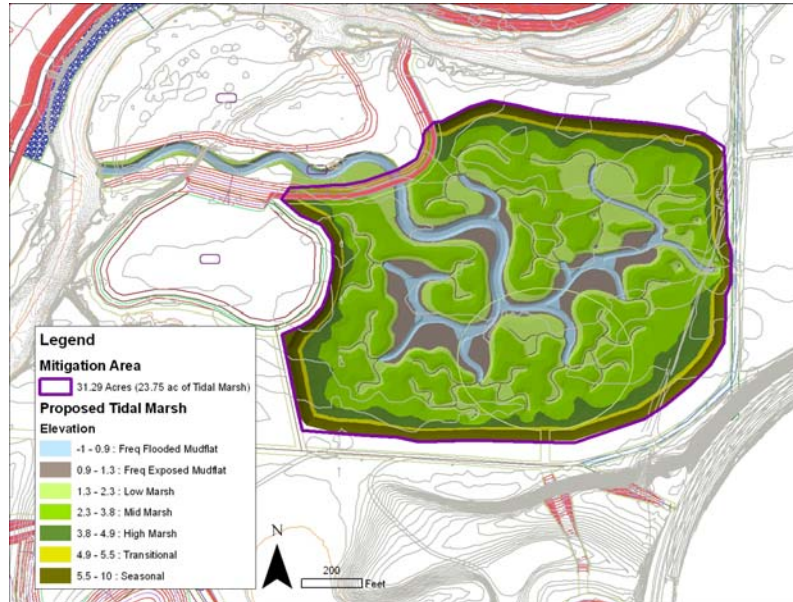 Legend
Mitigation Area
31.29 Acres (23.75 ac of Tidal Marsh)
Proposed Tidal Marsh
Elevation
-1 - 0.9 : Freq Flooded Mudflat
0.9 - 1.3 : Freq Exposed Mudflat
1.3 - 2.3 : Low Marsh
2.3 - 3.8 : Mid Marsh
3.8 - 4.9 : High Marsh
4.9 - 5.5 : Transitional
5.5 - 10 : Seasonal
N
200
Feet